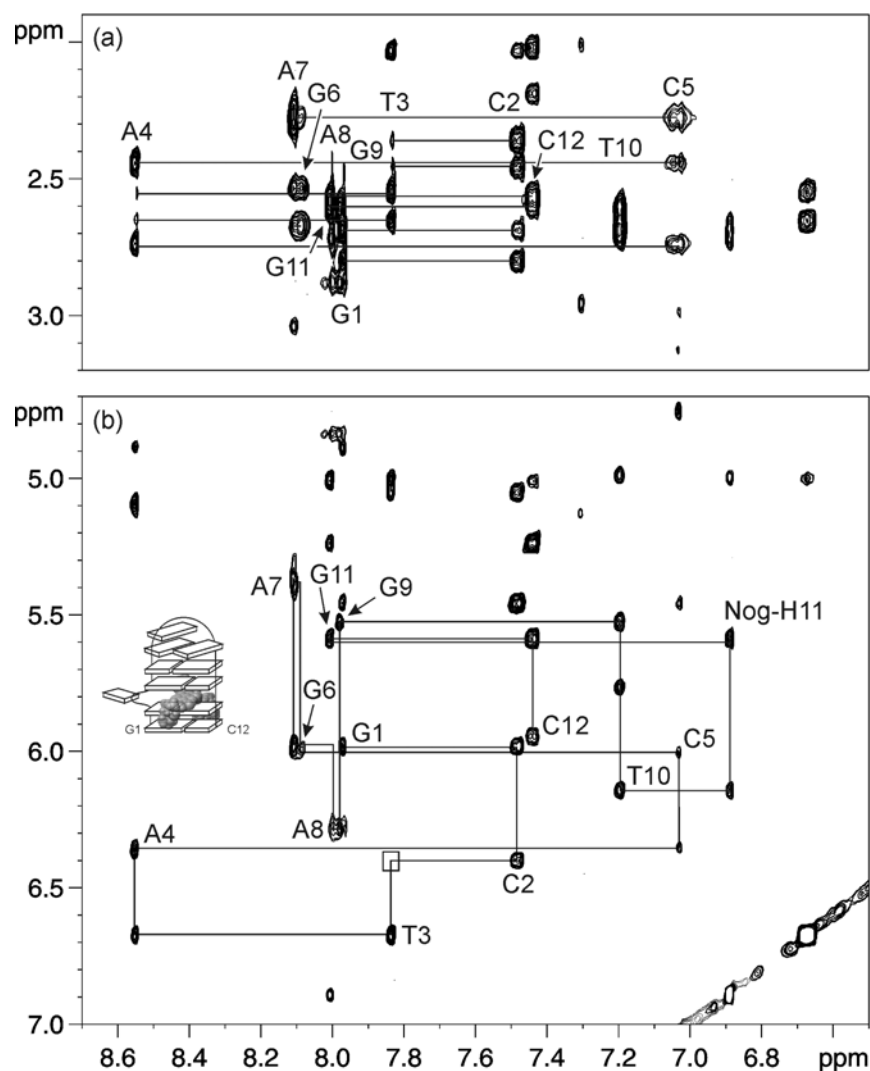 ppm
(a)
A7
G6
T3
C2
C5
A4
A8
G9
C12
T10
2.5
G11
G1
3.0
ppm
(b)
5.0
A7
G11
G9
5.5
Nog-H11
G6
G1
C12
C5
G1
C12
6.0
T10
A4
A8
C2
6.5
T3
7.0
8.6 8.4 8.2 8.0 7.8 7.6 7.4 7.2 7.0 6.8 ppm